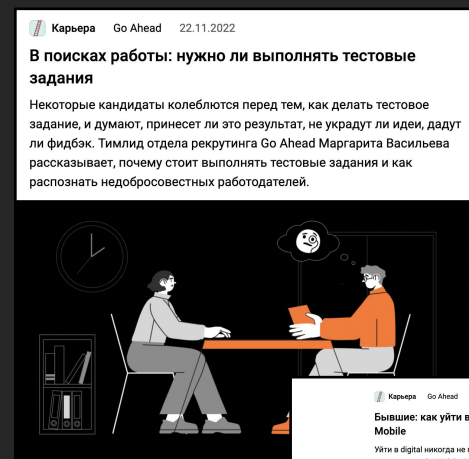 Карьера Go Ahead 22.11.2022
В поисках работы: нужно ли выполнять тестовые
задания
Некоторые кандидаты колеблются перед тем, как делать тестовое
задание, и думают, принесет ли это результат, не украдут ли идеи, дадут
ли фидбэк. Тимлид отдела рекрутинга Go Ahead Маргарита Васильева
рассказывает, почему стоит выполнять тестовые задания и как
распознать недобросовестных работодателей.
Карьера Go Ahead
Бывшие: как уйти в
Mobile
Уйти в digital никогда не